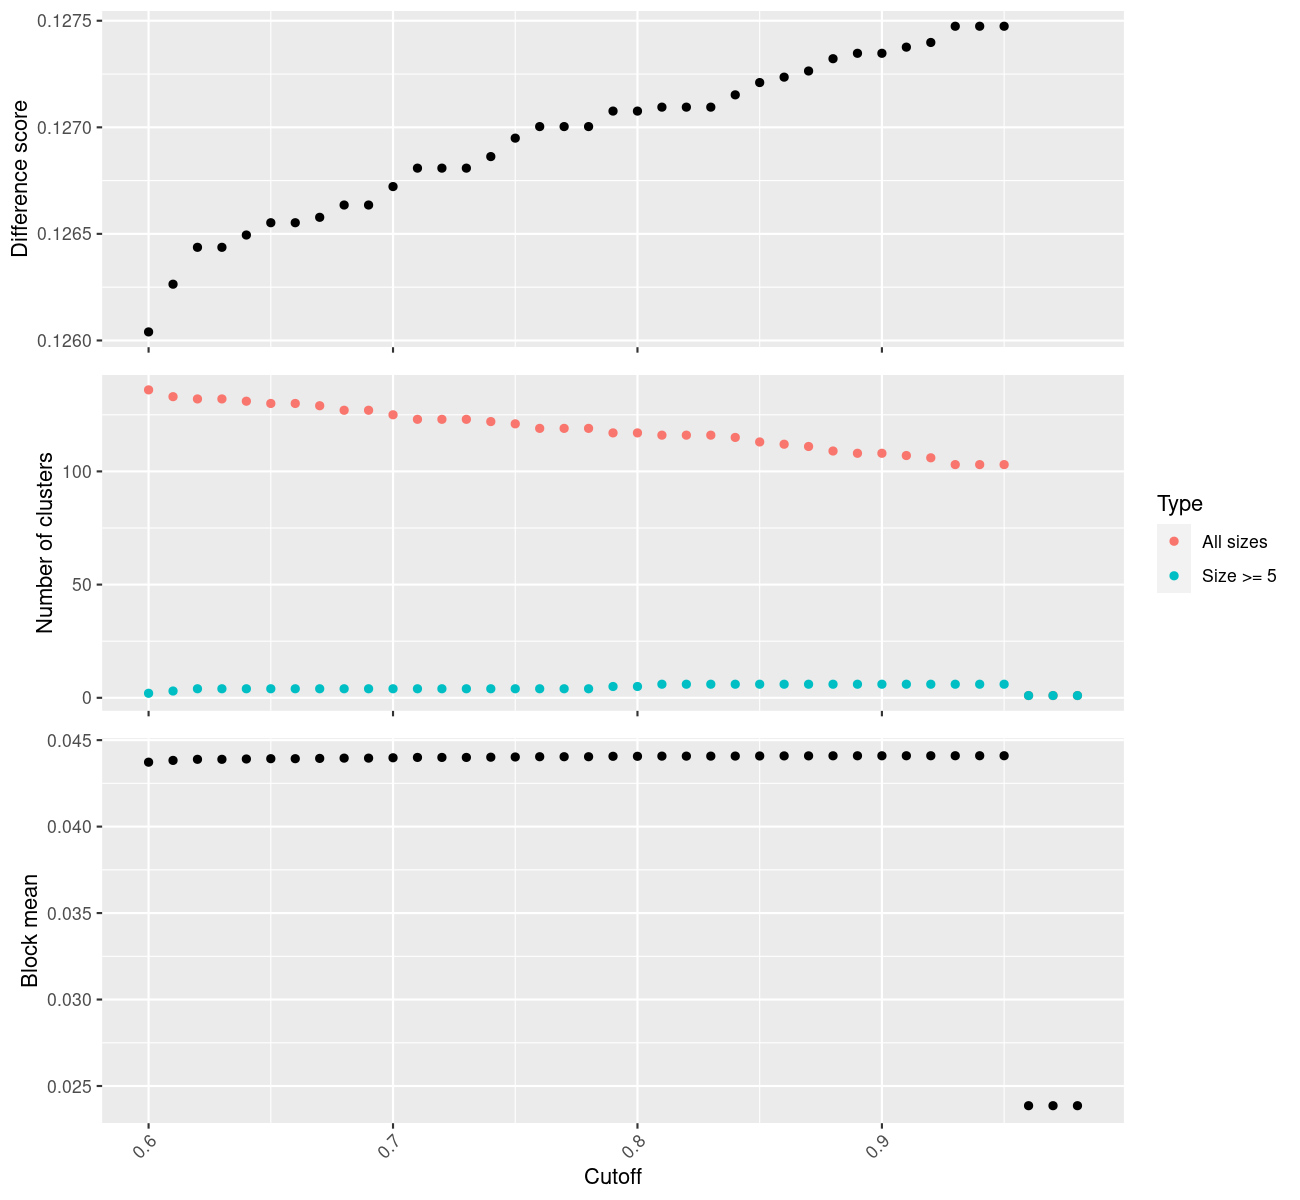 0.1275
0.1270
0.1265
0.1260
Difference score
100
50
0
Number of clusters
Type
All sizes
Size >= 5
0.045
0.040
0.035
0.030
0.025
Block mean
0.6
0.7
0.8
0.9
Cutoff